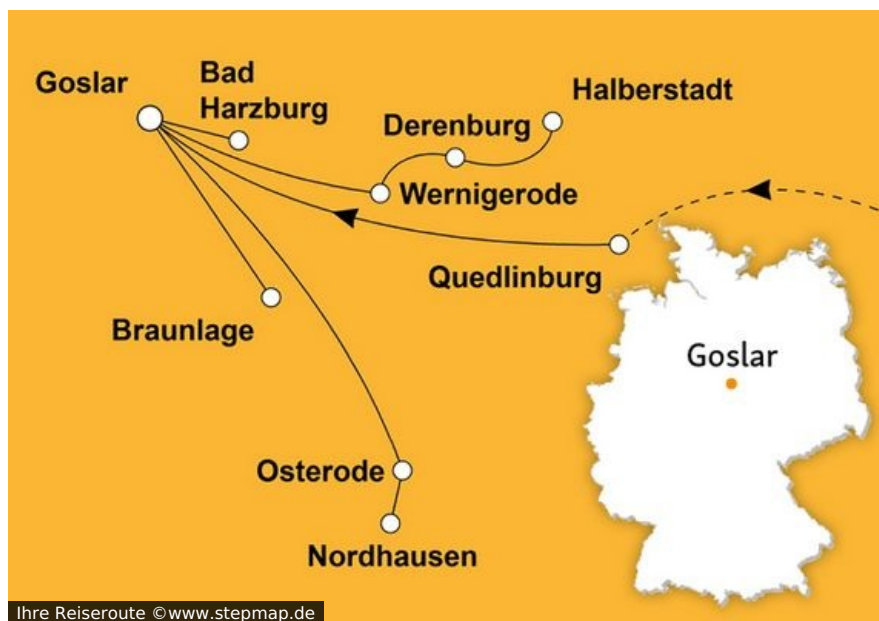 Goslar
Bad
Harzburg
Halberstadt
Derenburg
Wernigerode
Quedlinburg
Braunlage
Goslar
Osterode
Nordhausen
Ihre Reiseroute ©www.stepmap.de